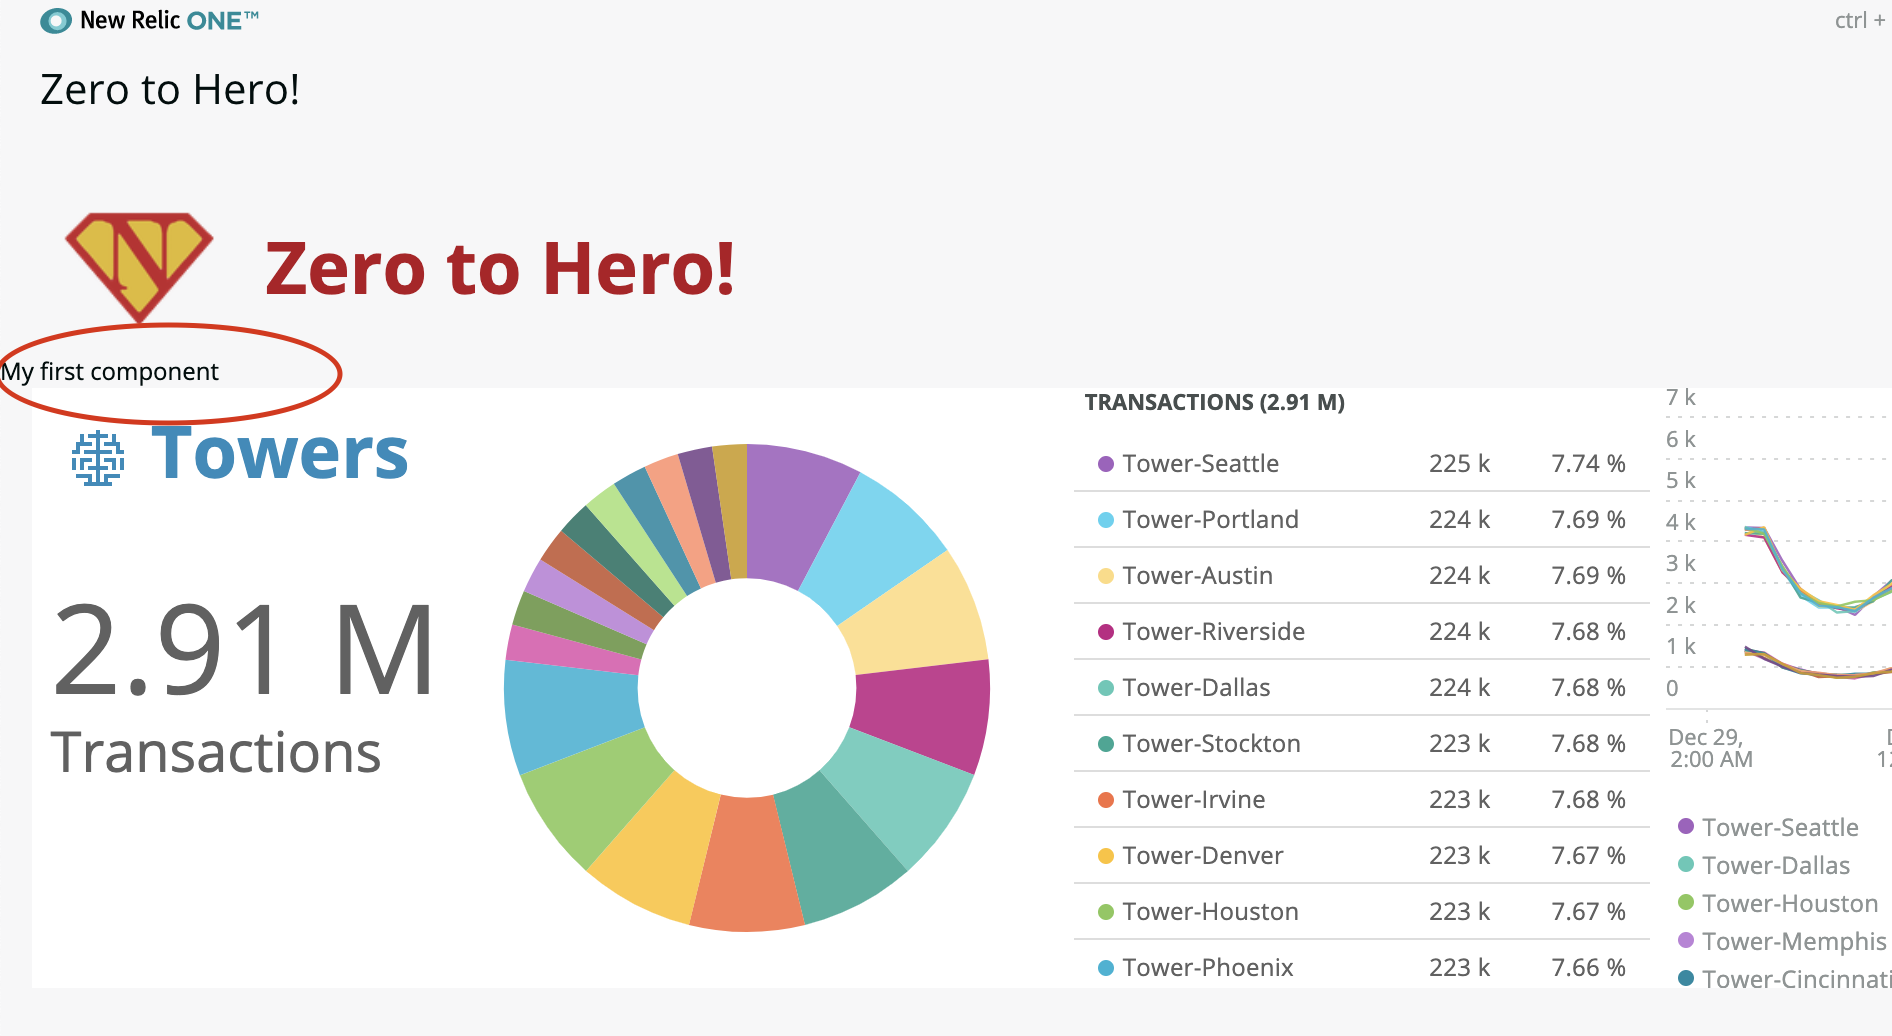 New Relic ONE™
ctrl +
Zero to Hero!
N
Zero to Hero!
My first component
Towers
2.91 M
Transactions
TRANSACTIONS (2.91 M)
Tower-Seattle 225 k 7.74 %
Tower-Portland 224 k 7.69 %
Tower-Austin 224 k 7.69 %
Tower-Riverside 224 k 7.68 %
Tower-Dallas 224 k 7.68 %
Tower-Stockton 223 k 7.68 %
Tower-Irvine 223 k 7.68 %
Tower-Denver 223 k 7.67 %
Tower-Houston 223 k 7.67 %
Tower-Phoenix 223 k 7.66 %
7 k
6 k
5 k
4 k
3 k
2 k
1 k
0
Dec 29,
2:00 AM
Tower-Seattle
Tower-Dallas
Tower-Houston
Tower-Memphis
Tower-Cincinnati